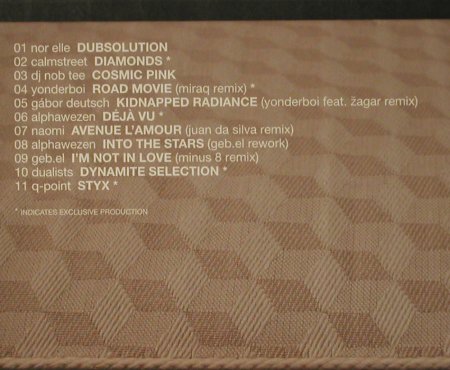 01 nor elle DUBSOLUTION
02 calmstreet DIAMONDS *
03 dj nob tee COSMIC PINK
04 yonderboi ROAD MOVIE (miraq remix) *
05 gábor deutsch KIDNAPPED RADIANCE (yonderboi feat. žagar remix)
06 alphawezen DÉJÀ VU *
07 naomi AVENUE L'AMOUR (juan da silva remix)
08 alphawezen INTO THE STARS (geb.el rework)
09 geb.el I'M NOT IN LOVE (minus 8 remix)
10 dualists DYNAMITE SELECTION *
11 q-point STYX *
* INDICATES EXCLUSIVE PRODUCTION